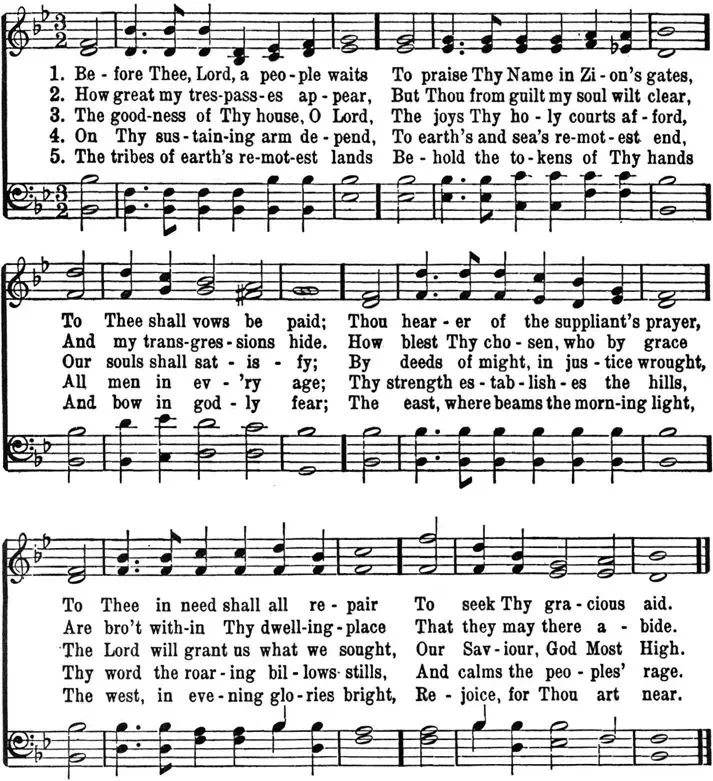 3
2
1. Be - fore Thee, Lord, a peo - ple waits To praise Thy Name in Zi - on's gates,
2. How great my tres - pass - es ap - pear, But Thou from guilt my soul wilt clear,
3. The good - ness of Thy house, O Lord, The joys Thy ho - ly courts af - ford,
4. On Thy sus - tain - ing arm de - pend, To earth's and sea's re - mot - est end,
5. The tribes of earth's re - mot - est lands Be - hold the to - kens of Thy hands
3
2
To Thee shall vows be paid; Thou hear - er of the suppliant's prayer,
And my trans - gres - sions hide. How blest Thy cho - sen, who by grace
Our souls shall sat - is - fy; By deeds of might, in jus - tice wrought,
All men in ev - 'ry age; Thy strength es - tab - lish - es the hills,
And bow in god - ly fear; The east, where beams the morn - ing light,
To Thee in need shall all re - pair To seek Thy gra - cious aid.
Are bro't with - in Thy dwell - ing - place That they may there a - bide.
The Lord will grant us what we sought, Our Sav - iour, God Most High.
Thy word the roar - ing bil - lows stills, And calms the peo - ples' rage.
The west, in eve - ning glo - ries bright, Re - joice, for Thou art near.